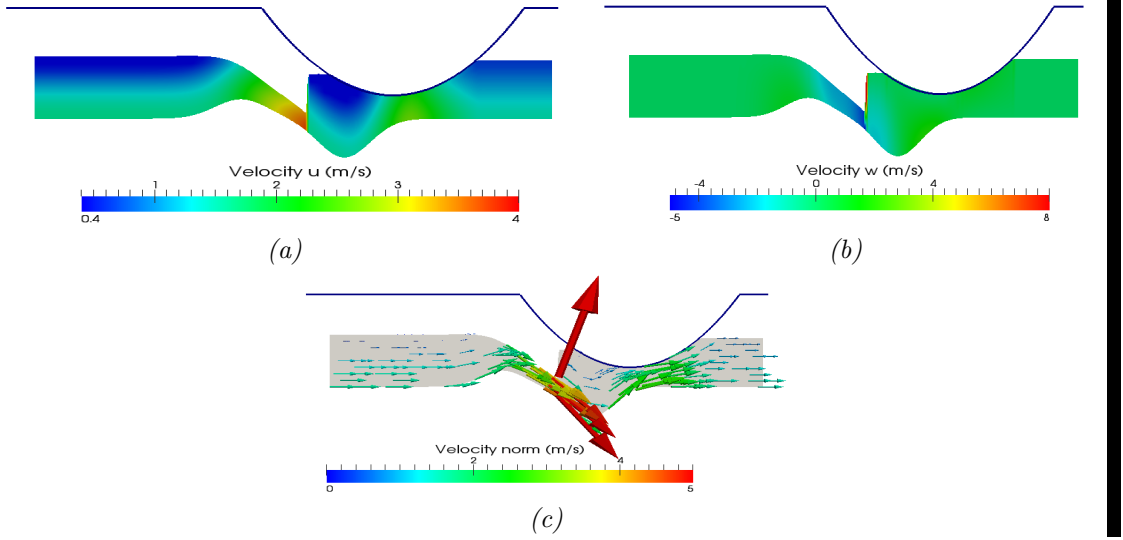 Velocity u (m/s)
1 2 3
0.4 4
(a)
Velocity w (m/s)
-4 0 4
-5 8
(b)
Velocity norm (m/s)
2 4
0 5
(c)